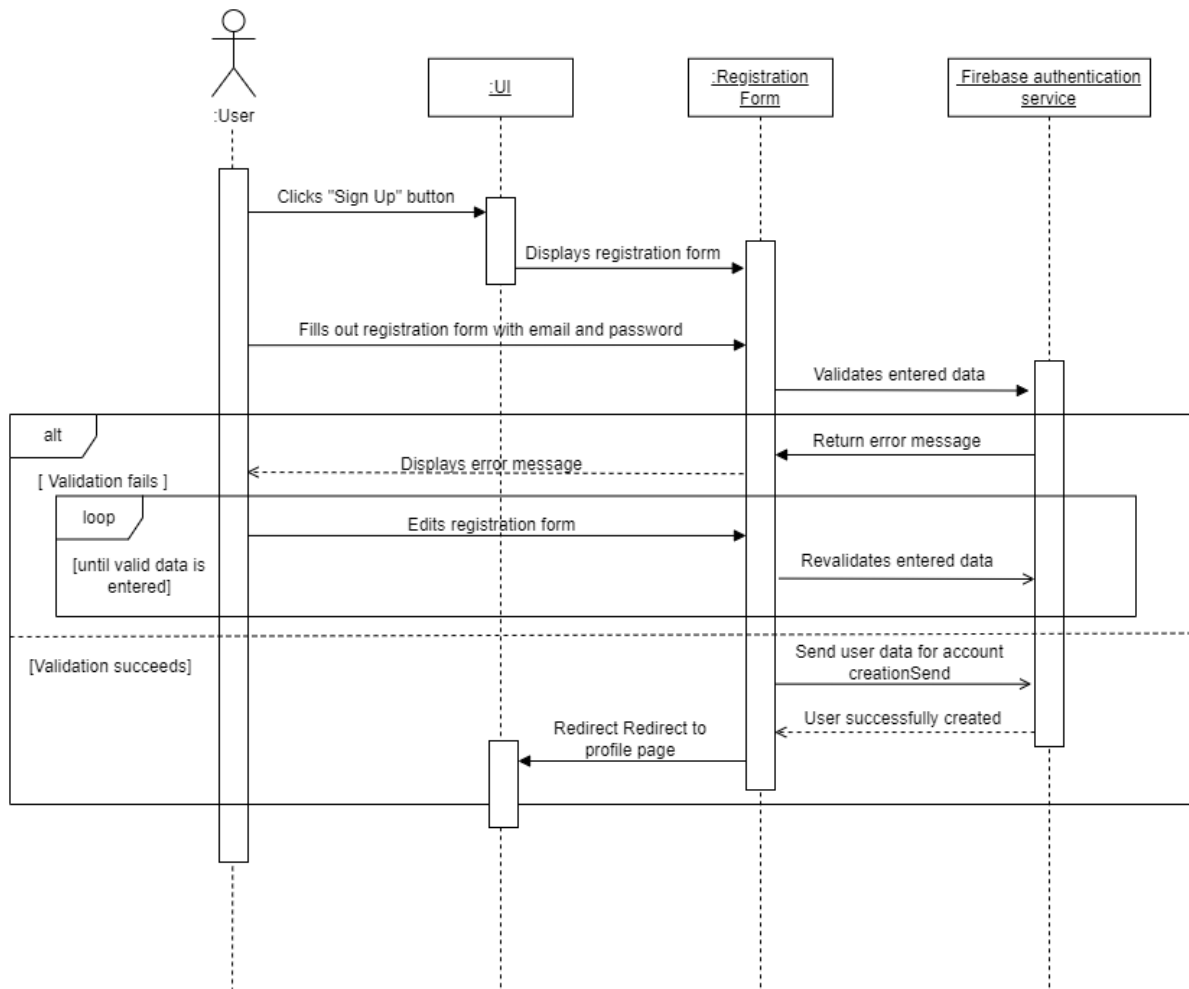 :User
:UI
:Registration
Form
Firebase authentication
service
Clicks "Sign Up" button
Displays registration form
Fills out registration form with email and password
Validates entered data
alt
Return error message
Displays error message
[ Validation fails ]
loop
Edits registration form
[until valid data is
entered]
Revalidates entered data
[Validation succeeds]
Send user data for account
creationSend
User successfully created
Redirect Redirect to
profile page